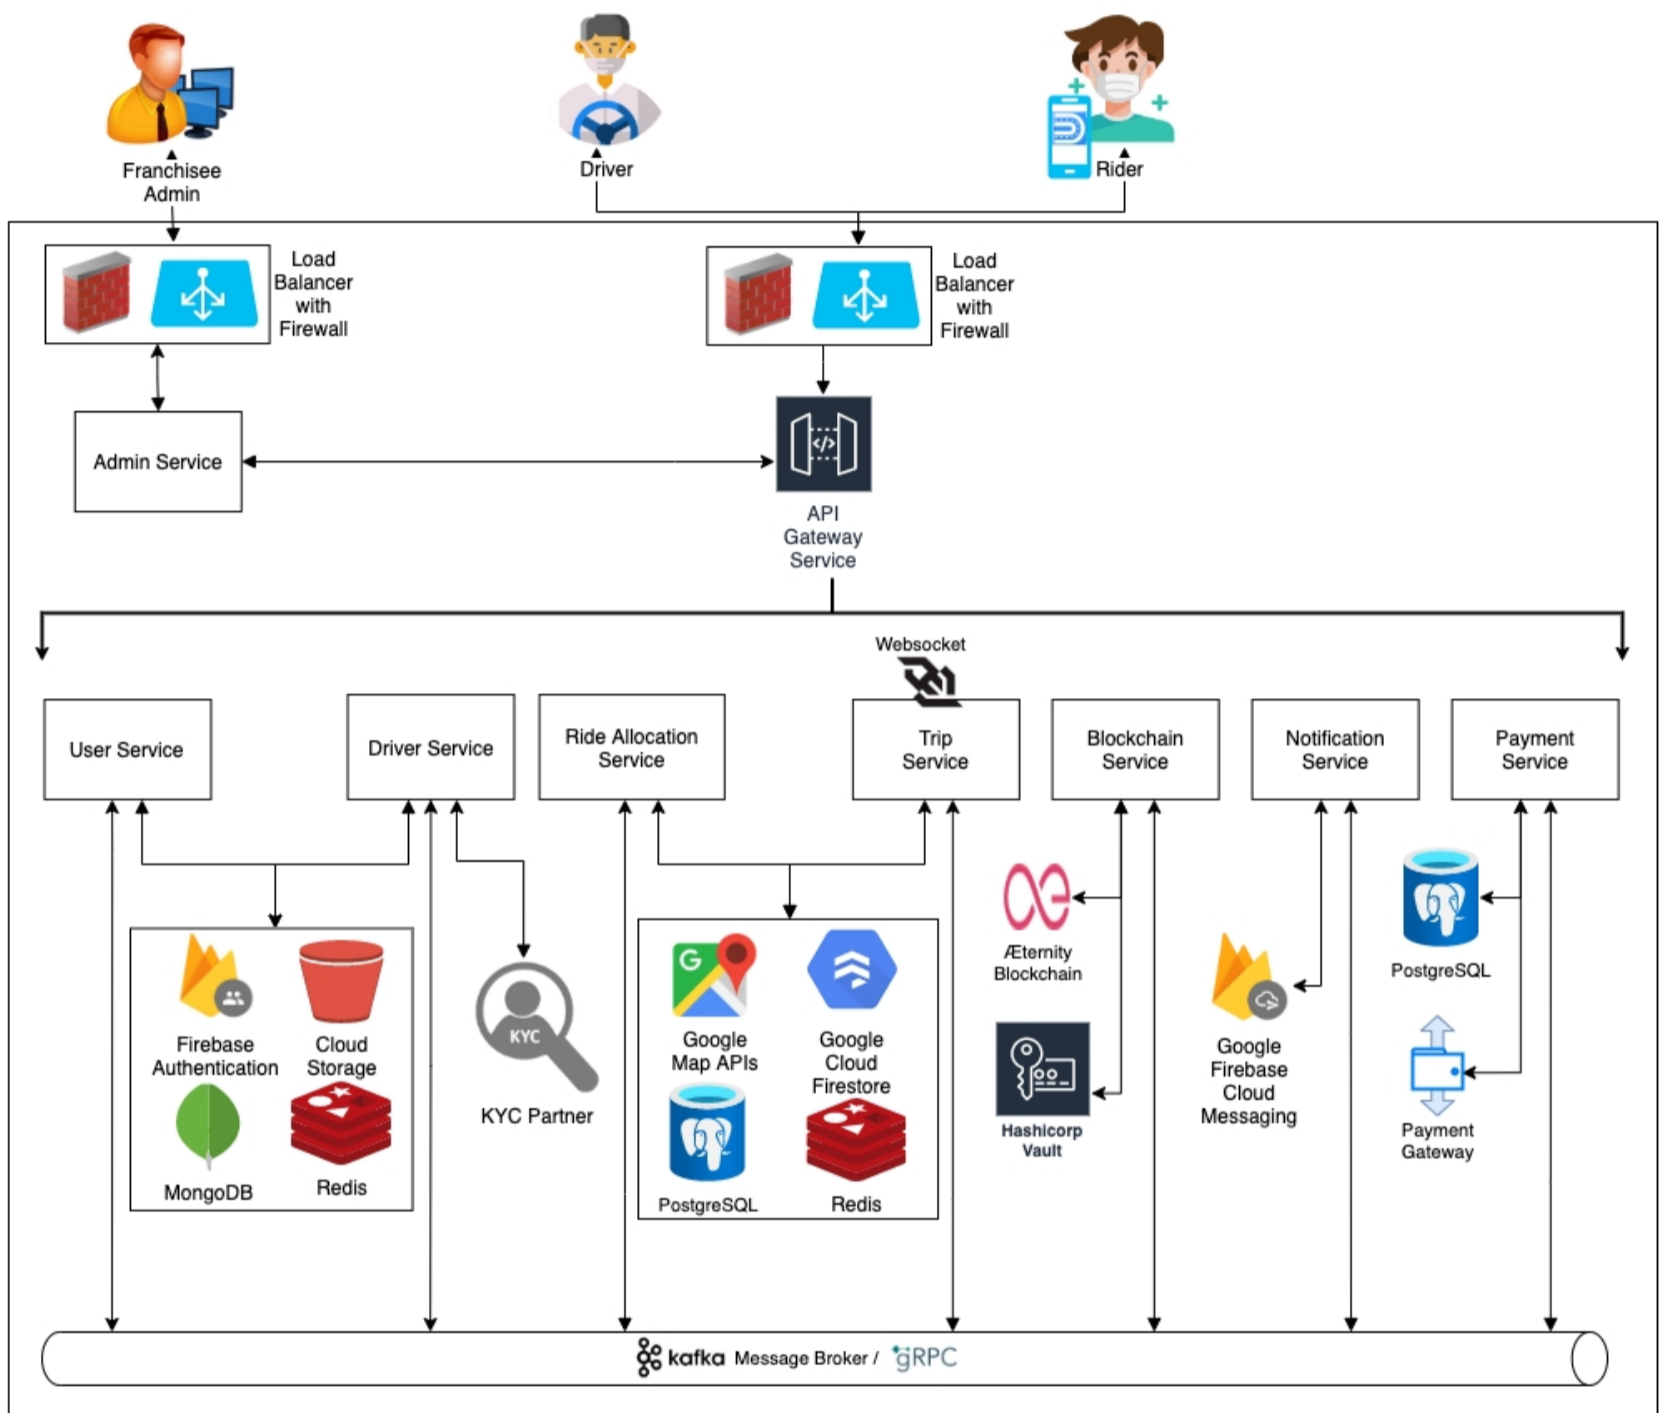 Franchisee
Admin
Driver
Rider
Load
Balancer
with
Firewall
Load
Balancer
with
Firewall
Admin Service
</>
API
Gateway
Service
Websocket
User Service
Driver Service
Ride Allocation
Service
Trip
Service
Blockchain
Service
Notification
Service
Payment
Service
Firebase
Authentication
Cloud
Storage
MongoDB
Redis
KYC
KYC Partner
G
Google
Map APIs
Google
Cloud
Firestore
PostgreSQL
Redis
Æternity
Blockchain
Hashicorp
Vault
Google
Firebase
Cloud
Messaging
PostgreSQL
Payment
Gateway
kafka Message Broker / gRPC